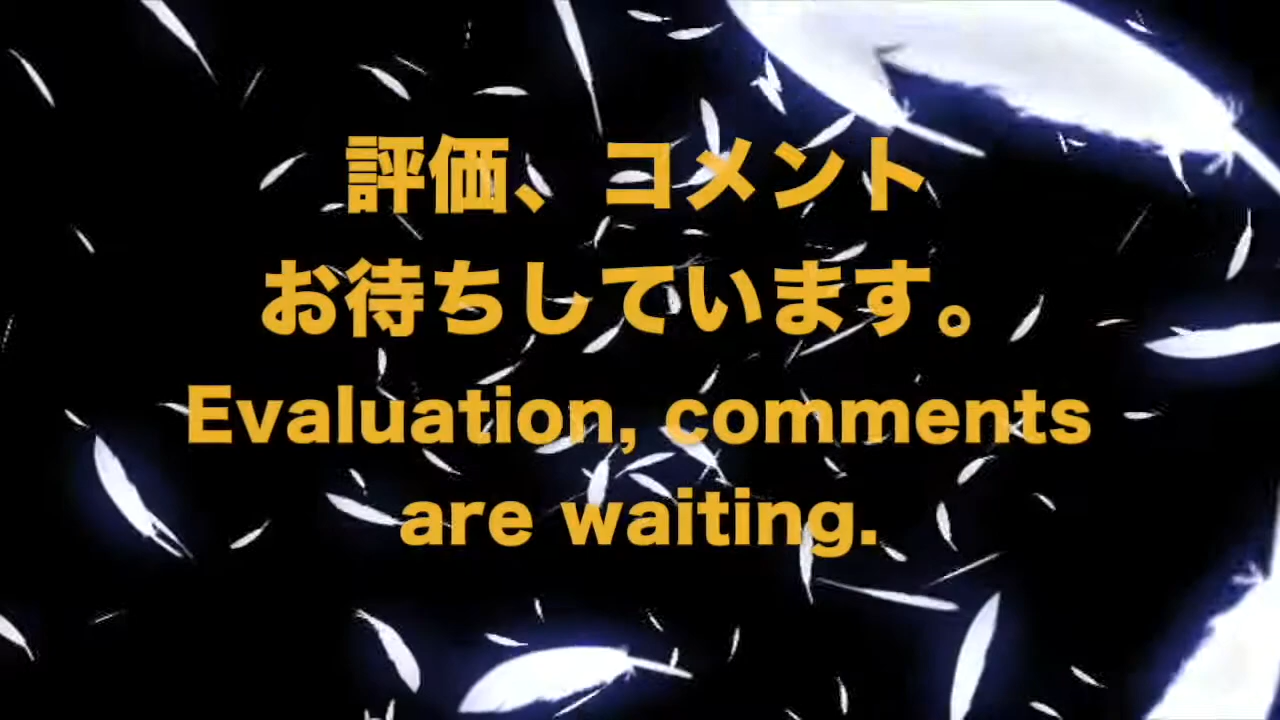 評価、コメント
お待ちしています。
Evaluation, comments
are waiting.